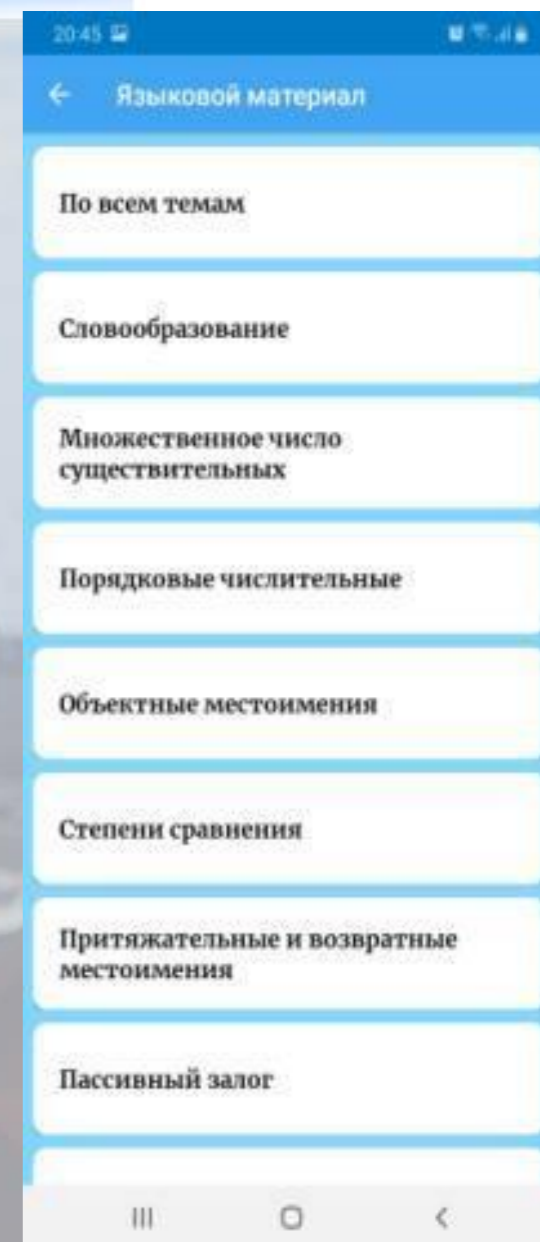 20:45
Языковой материал
По всем темам
Словообразование
Множественное число
существительных
Порядковые числительные
Объектные местоимения
Степени сравнения
Притяжательные и возвратные
местоимения
Пассивный залог